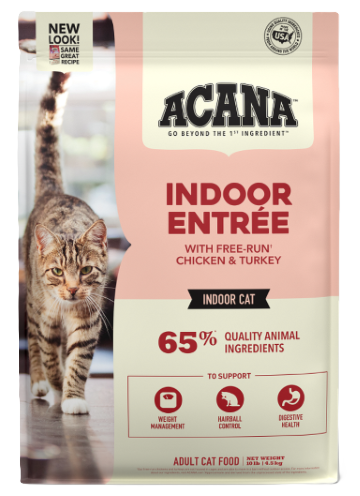 NEW
LOOK!
SAME
GREAT
RECIPE
USA
ACANA
GO BEYOND THE 1ST INGREDIENT™
INDOOR
ENTRÉE
WITH FREE-RUN†
CHICKEN & TURKEY
INDOOR CAT
65%* QUALITY ANIMAL
INGREDIENTS
TO SUPPORT
WEIGHT
MANAGEMENT
HAIRBALL
CONTROL
DIGESTIVE
HEALTH
ADULT CAT FOOD | NET WEIGHT
10 lb | 4.5kg